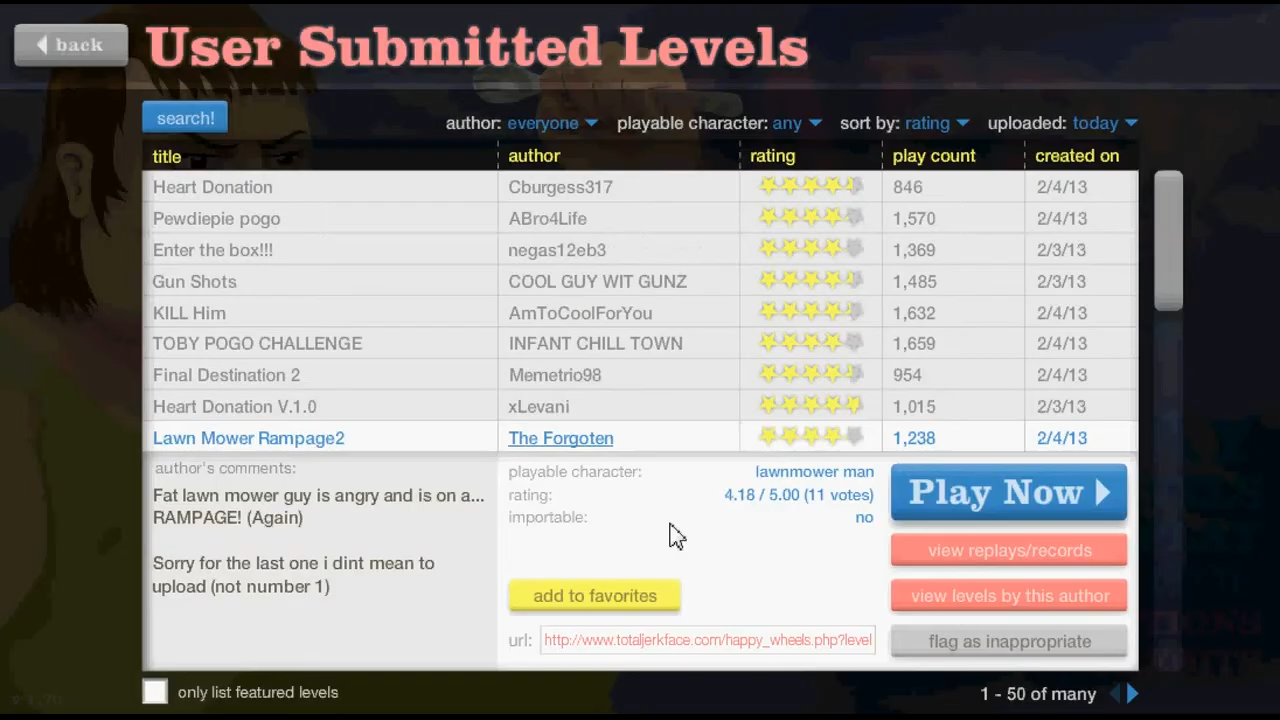 back
User Submitted Levels
search!
author: everyone playable character: any sort by: rating uploaded: today
title author rating play count created on
Heart Donation Cburgess317 846 2/4/13
Pewdiepie pogo ABro4Life 1,570 2/4/13
Enter the box!!! negas12eb3 1,369 2/3/13
Gun Shots COOL GUY WIT GUNZ 1,485 2/3/13
KILL Him AmToCoolForYou 1,632 2/4/13
TOBY POGO CHALLENGE INFANT CHILL TOWN 1,659 2/4/13
Final Destination 2 Memetrio98 954 2/4/13
Heart Donation V.1.0 xLevani 1,015 2/3/13
Lawn Mower Rampage2 The Forgoten 1,238 2/4/13
author's comments:
Fat lawn mower guy is angry and is on a...
RAMPAGE! (Again)
Sorry for the last one i dint mean to
upload (not number 1)
playable character: lawnmower man
rating: 4.18 / 5.00 (11 votes)
importable: no
add to favorites
url: http://www.totaljerkface.com/happy_wheels.php?level
Play Now
view replays/records
view levels by this author
flag as inappropriate
only list featured levels
1 - 50 of many